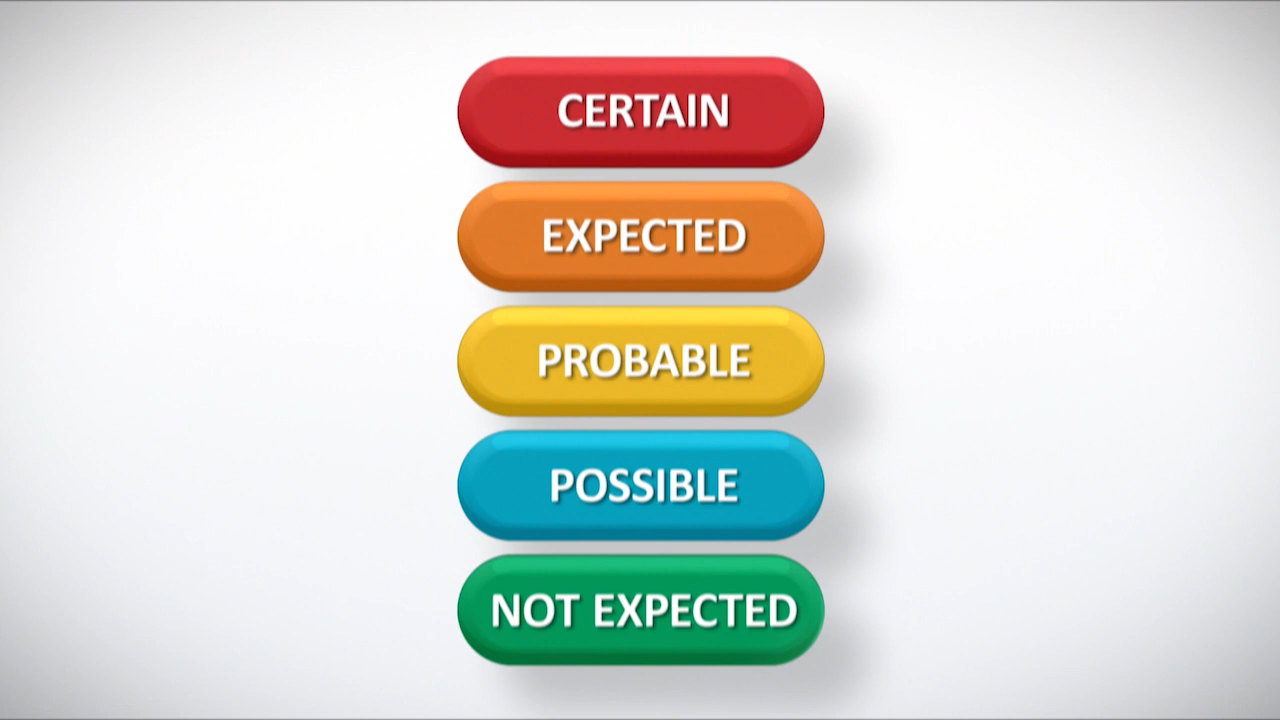 CERTAIN
EXPECTED
PROBABLE
POSSIBLE
NOT EXPECTED